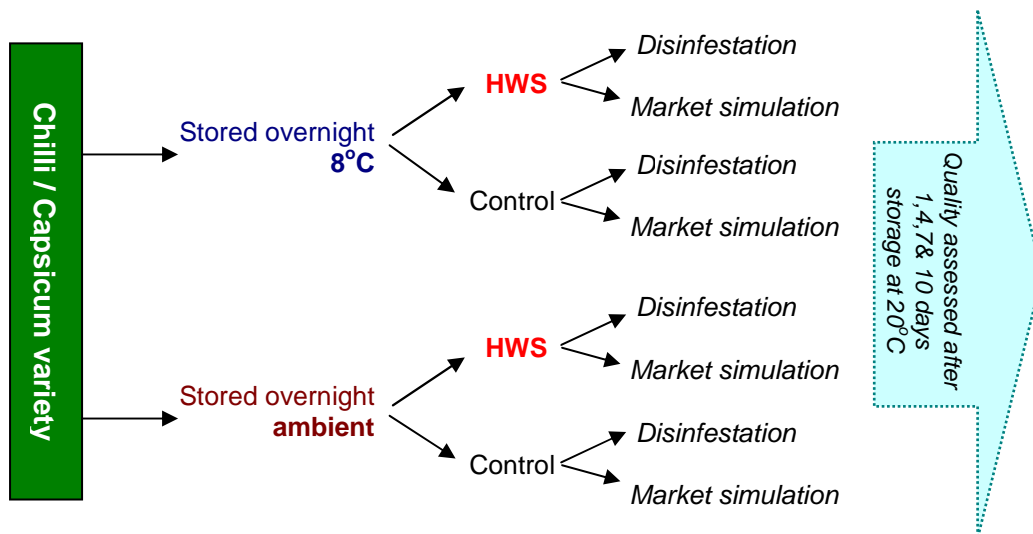 Chilli / Capsicum variety
Stored overnight
8°C
HWS
Disinfestation
Market simulation
Control
Disinfestation
Market simulation
Stored overnight
ambient
HWS
Disinfestation
Market simulation
Control
Disinfestation
Market simulation
Quality assessed after
1,4,7& 10 days
storage at 20°C